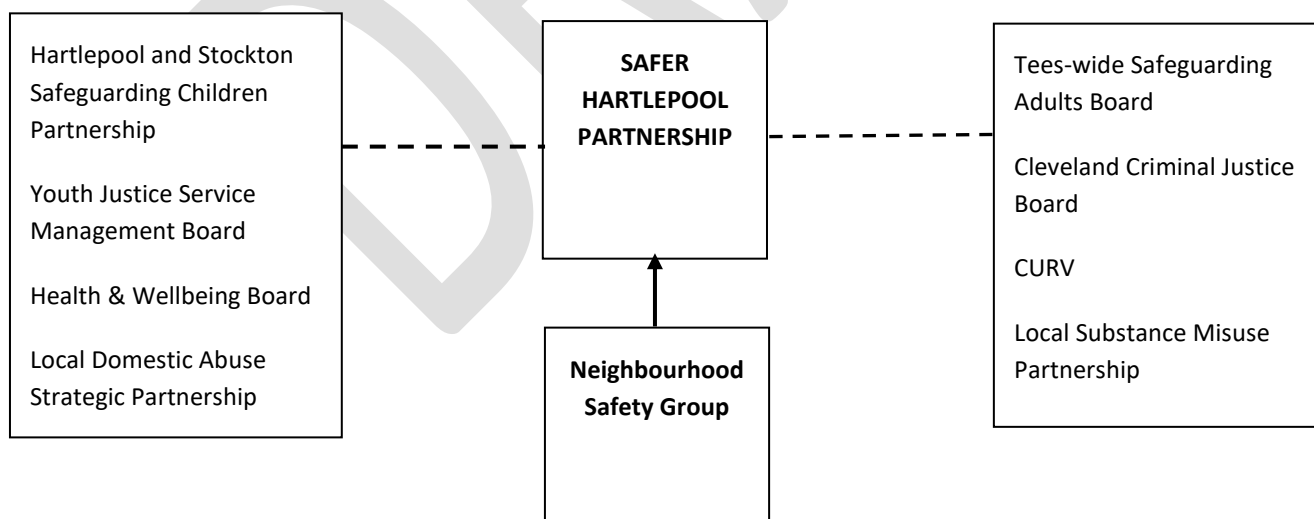 Hartlepool and Stockton
Safeguarding Children
Partnership
Youth Justice Service
Management Board
Health & Wellbeing Board
Local Domestic Abuse
Strategic Partnership
SAFER
HARTLEPOOL
PARTNERSHIP
Neighbourhood
Safety Group
Tees-wide Safeguarding
Adults Board
Cleveland Criminal Justice
Board
CURV
Local Substance Misuse
Partnership